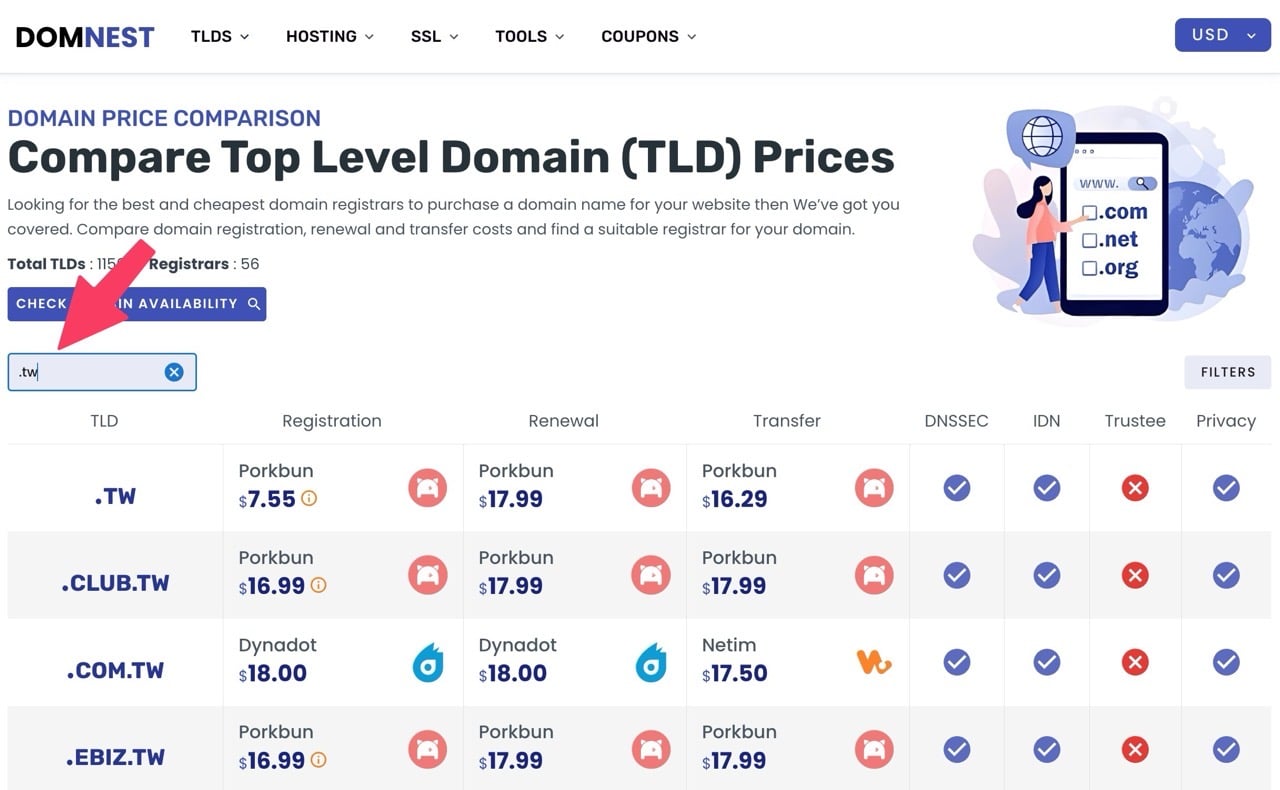 DOMNEST TLDS HOSTING SSL TOOLS COUPONS USD
DOMAIN PRICE COMPARISON
Compare Top Level Domain (TLD) Prices
Looking for the best and cheapest domain registrars to purchase a domain name for your website then We've got you
covered. Compare domain registration, renewal and transfer costs and find a suitable registrar for your domain.
Total TLDs : Registrars : 56
CHECK AVAILABILITY
www.
.com
.net
.org
.tw
FILTERS
TLD Registration Renewal Transfer DNSSEC IDN Trustee Privacy
.TW
Porkbun
$7.55
Porkbun
$17.99
Porkbun
$16.29
.CLUB.TW
Porkbun
$16.99
Porkbun
$17.99
Porkbun
$17.99
.COM.TW
Dynadot
$18.00
Dynadot
$18.00
Netim
$17.50
.EBIZ.TW
Porkbun
$16.99
Porkbun
$17.99
Porkbun
$17.99